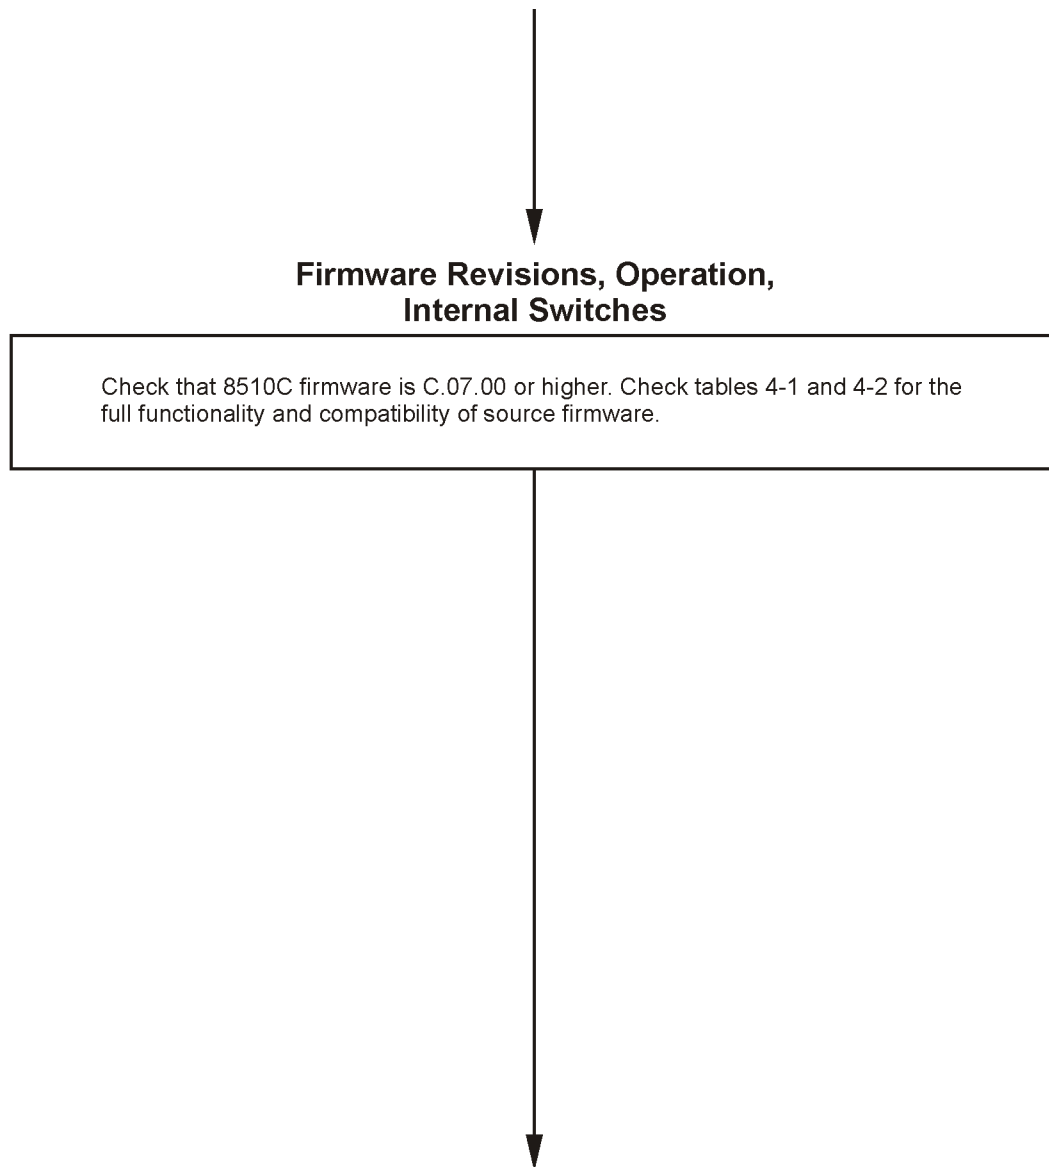 Firmware Revisions, Operation,
Internal Switches
Check that 8510C firmware is C.07.00 or higher. Check tables 4-1 and 4-2 for the
full functionality and compatibility of source firmware.